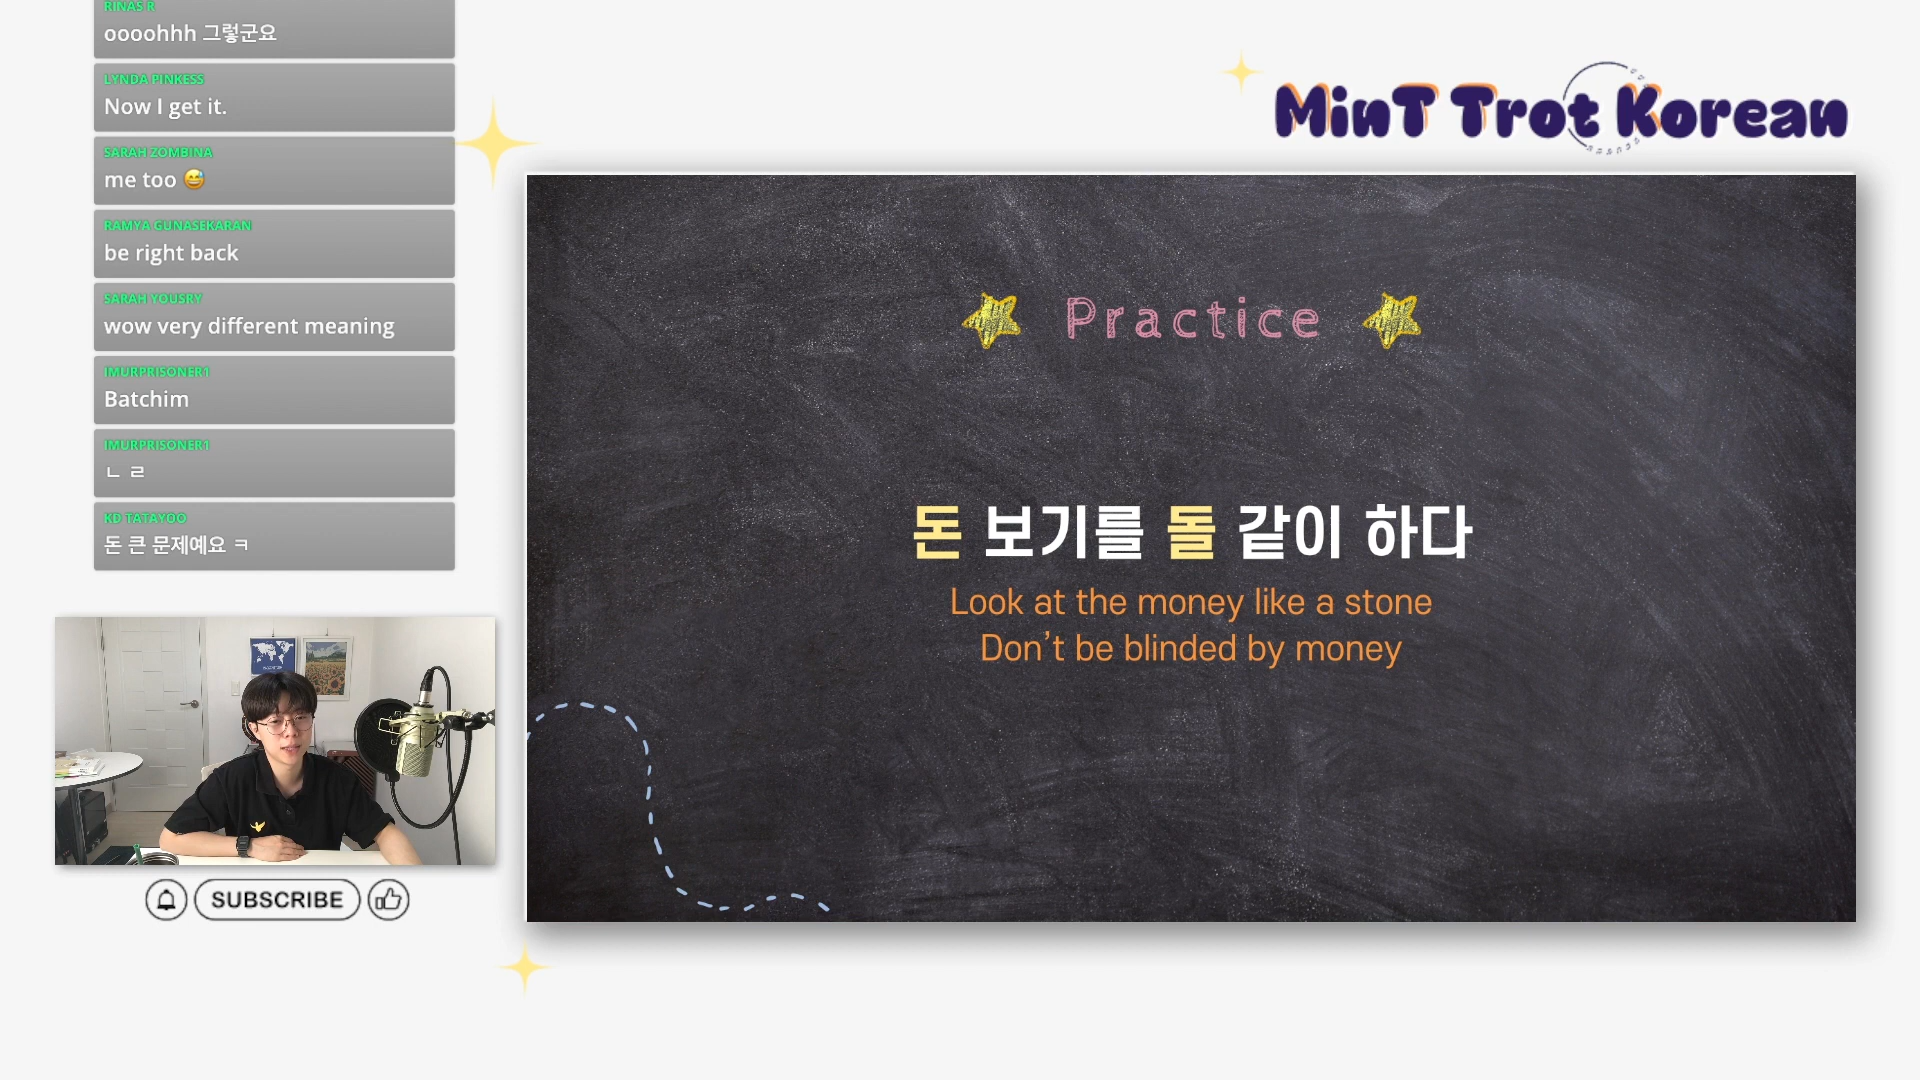 RINAS R
oooohhh 그렇군요
LYNDA PINKESS
Now I get it.
SARAH ZOMBINA
me too 😅
RAMYA GUNASEKARAN
be right back
SARAH YOUSRY
wow very different meaning
IMURPRISONER1
Batchim
IMURPRISONER1
ㄴ ㄹ
KD TATAYOO
돈 큰 문제예요 ㅋ
SUBSCRIBE
MinT Trot Korean
Practice
돈 보기를 돌 같이 하다
Look at the money like a stone
Don't be blinded by money